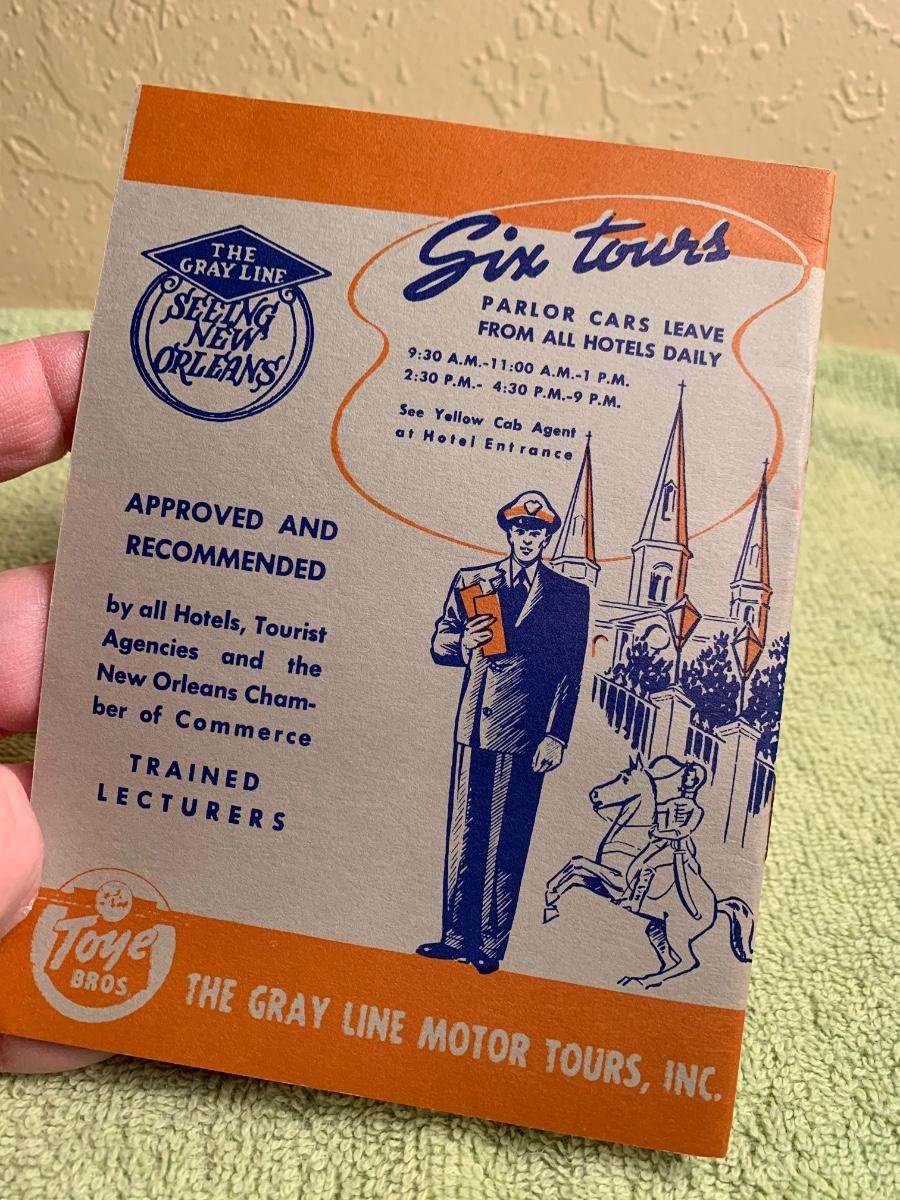 THE
GRAY LINE
SEEING
NEW
ORLEANS
Six tours
PARLOR CARS LEAVE
FROM ALL HOTELS DAILY
9:30 A.M.-11:00 A.M.-1 P.M.
2:30 P.M.- 4:30 P.M.-9 P.M.
See Yellow Cab Agent
at Hotel Entrance
APPROVED AND
RECOMMENDED
by all Hotels, Tourist
Agencies and the
New Orleans Cham-
ber of Commerce
TRAINED
LECTURERS
Toye
BROS.
THE GRAY LINE MOTOR TOURS, INC.